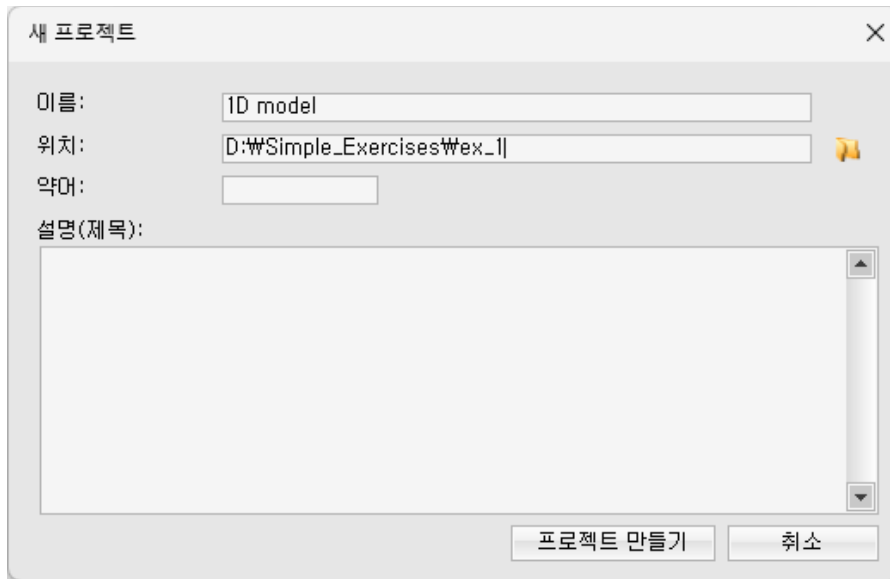 새 프로젝트
이름: 1D model
위치: D:₩Simple_Exercises₩ex_1
약어:
설명(제목):
프로젝트 만들기 취소